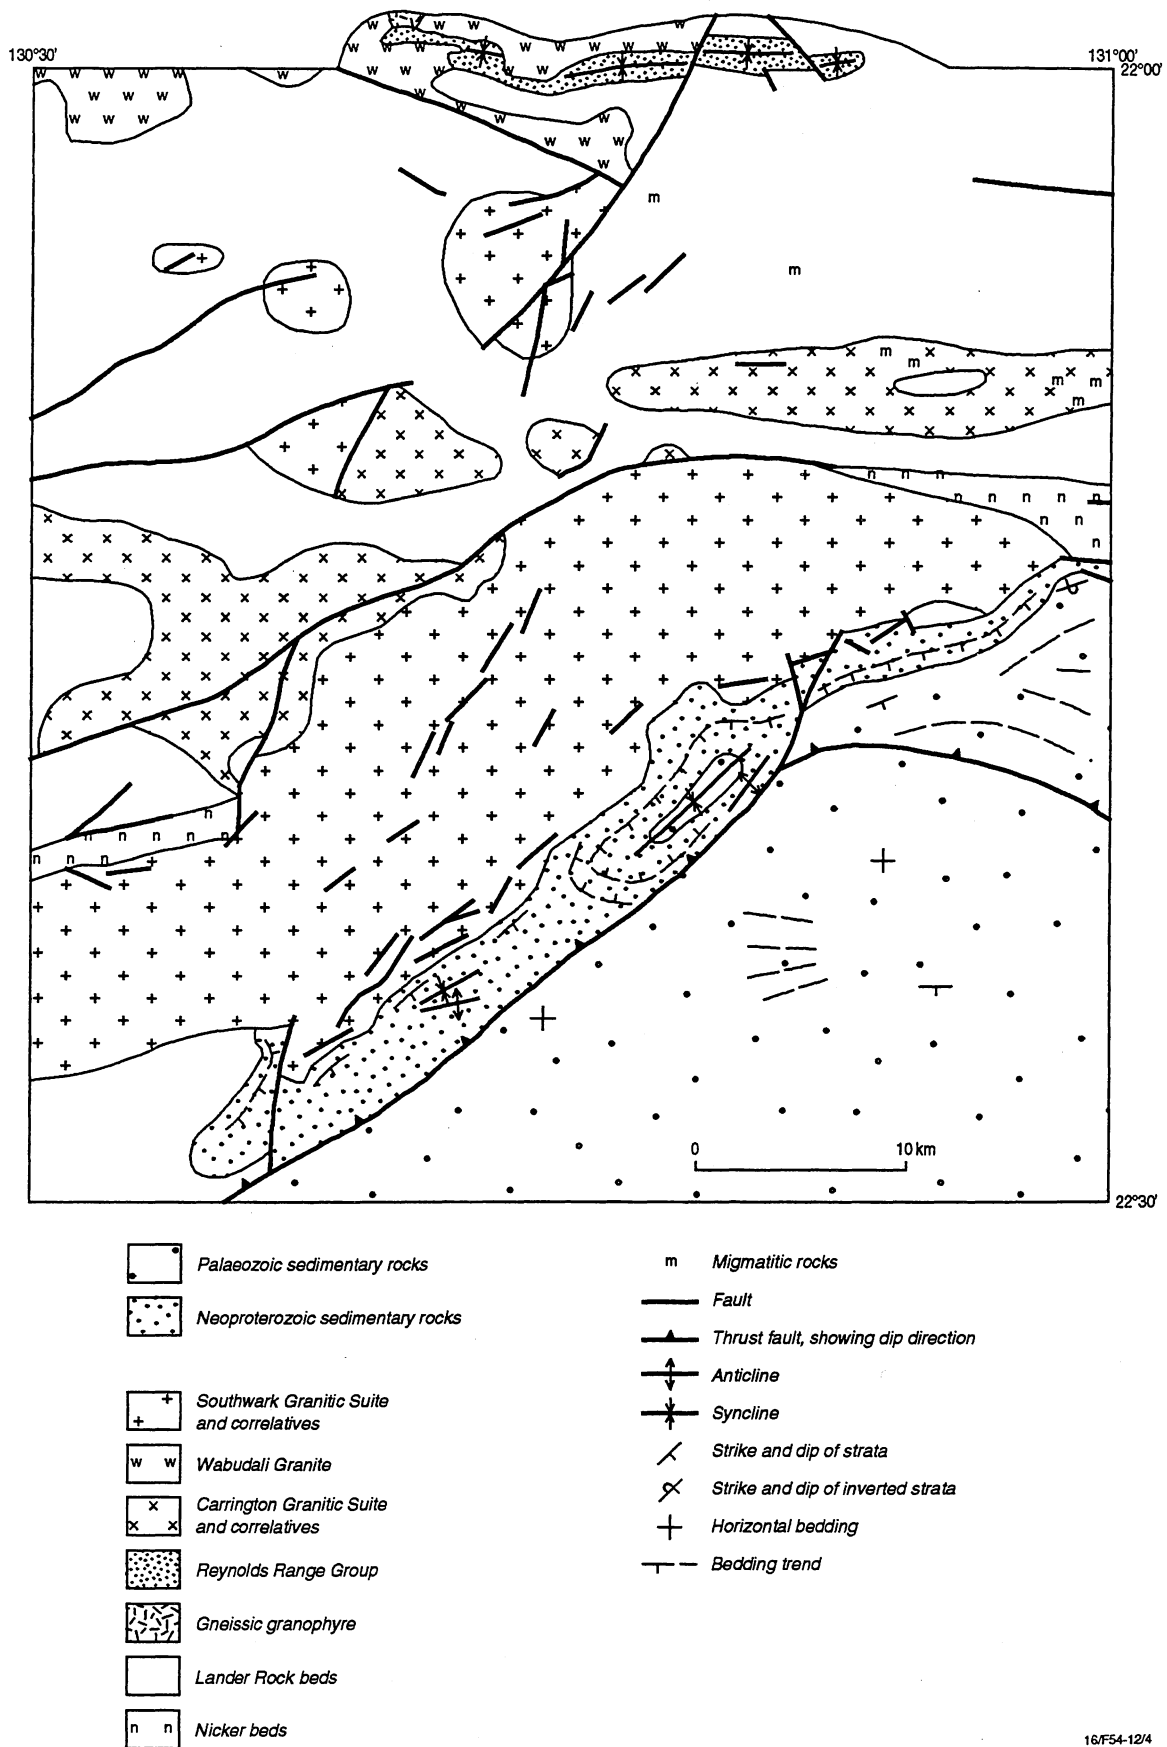 130°30'
131°00'
22°00'
0 10 km
22°30'
Palaeozoic sedimentary rocks
Neoproterozoic sedimentary rocks
Southwark Granitic Suite
and correlatives
w w Wabudali Granite
x
x x
Carrington Granitic Suite
and correlatives
Reynolds Range Group
Gneissic granophyre
Lander Rock beds
n n Nicker beds
m Migmatitic rocks
Fault
Thrust fault, showing dip direction
Anticline
Syncline
Strike and dip of strata
Strike and dip of inverted strata
Horizontal bedding
Bedding trend
16/F54-12/4